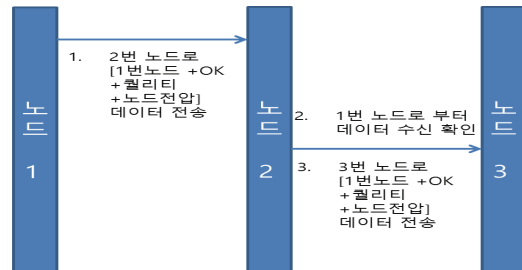 노드 1
1. 2번 노드로
[1번노드 +OK
+퀄리티
+노드전압]
데이터 전송
노드 2
2. 1번 노드로 부터
데이터 수신 확인
3. 3번 노드로
[1번노드 +OK
+퀄리티
+노드전압]
데이터 전송
노드 3